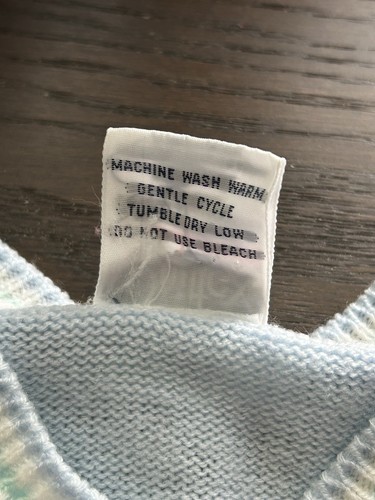 MACHINE WASH WARM
GENTLE CYCLE
TUMBLE DRY LOW
DO NOT USE BLEACH